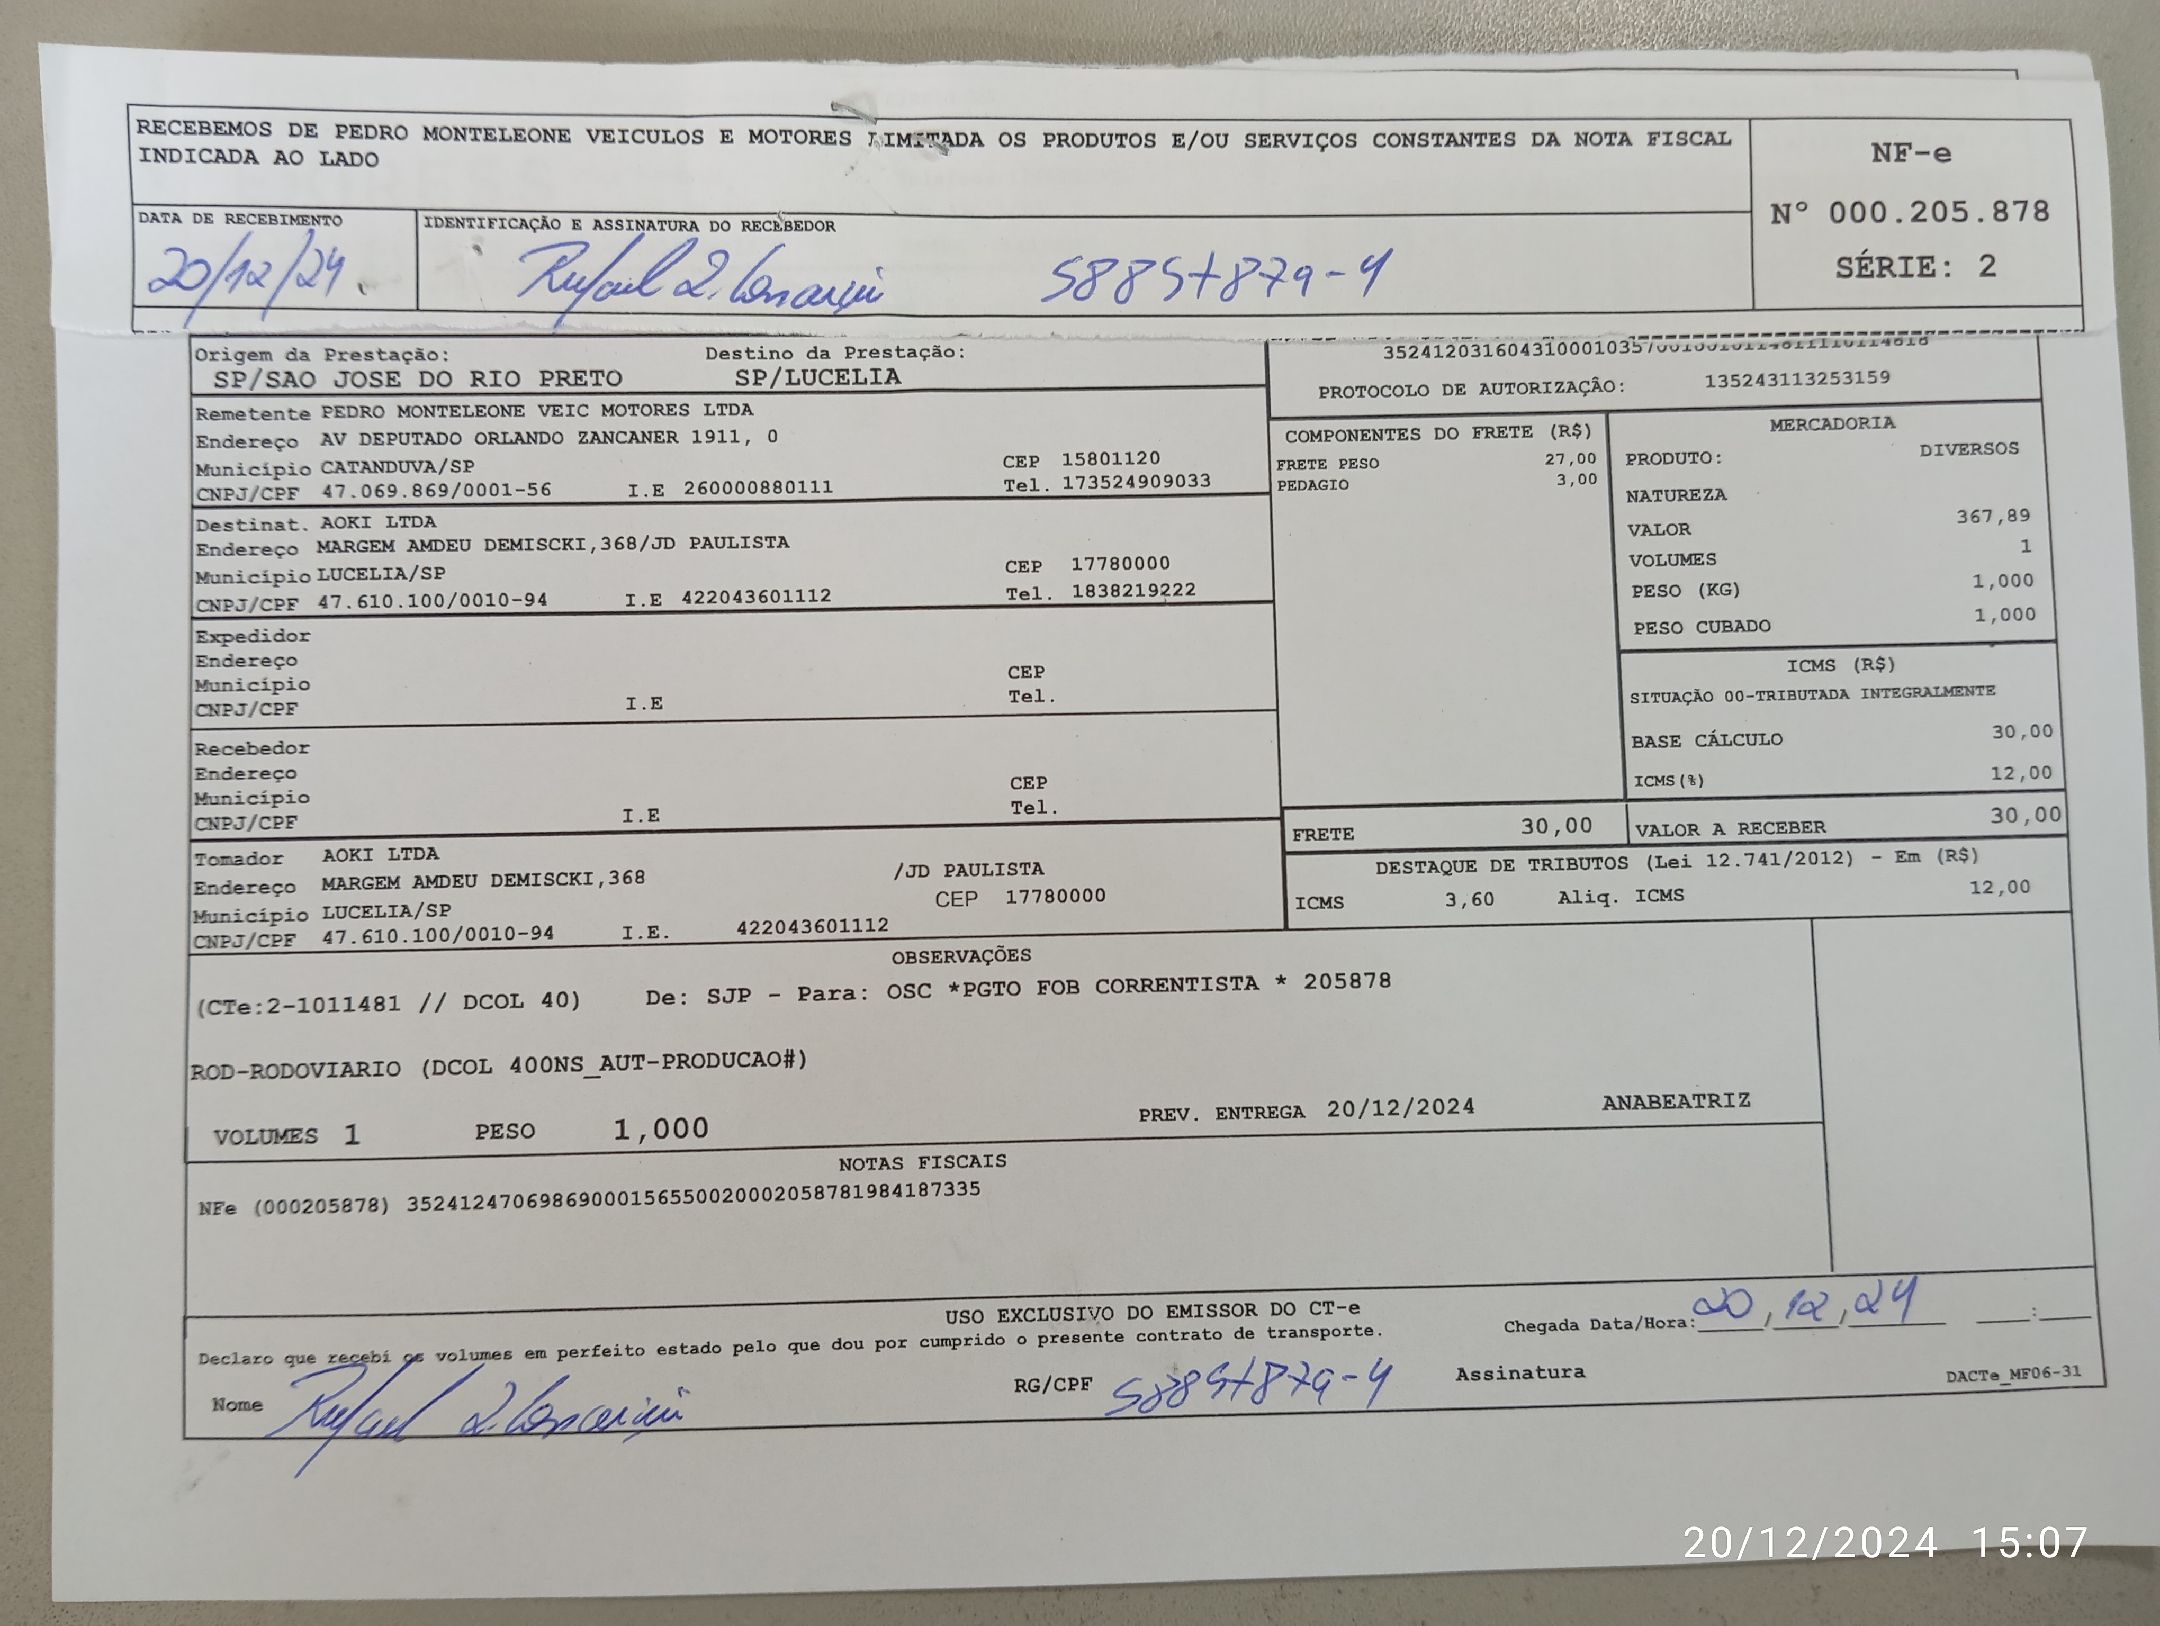 RECEBEMOS DE PEDRO MONTELEONE VEICULOS E MOTORES LIMITADA OS PRODUTOS E/OU SERVIÇOS CONSTANTES DA NOTA FISCAL
INDICADA AO LADO
NF-e
Nº 000.205.878
SÉRIE: 2
DATA DE RECEBIMENTO
20/12/24
IDENTIFICAÇÃO E ASSINATURA DO RECEBEDOR
Rafael
Origem da Prestação: Destino da Prestação:
SP/SAO JOSE DO RIO PRETO SP/LUCELIA
Remetente PEDRO MONTELEONE VEIC MOTORES LTDA
Endereço AV DEPUTADO ORLANDO ZANCANER 1911, 0
Município CATANDUVA/SP CEP 15801120
CNPJ/CPF 47.069.869/0001-56 I.E 260000880111 Tel. 173524909033
Destinat. AOKI LTDA
Endereço MARGEM AMDEU DEMISCKI,368/JD PAULISTA
Município LUCELIA/SP CEP 17780000
CNPJ/CPF 47.610.100/0010-94 I.E 422043601112 Tel. 1838219222
Expedidor
Endereço
Município CEP
CNPJ/CPF I.E Tel.
Recebedor
Endereço
Município CEP
CNPJ/CPF I.E Tel.
Tomador AOKI LTDA
Endereço MARGEM AMDEU DEMISCKI,368 /JD PAULISTA
Município LUCELIA/SP CEP 17780000
CNPJ/CPF 47.610.100/0010-94 I.E. 422043601112
PROTOCOLO DE AUTORIZAÇÃO: 135243113253159
COMPONENTES DO FRETE (R$)
FRETE PESO 27,00
PEDAGIO 3,00
MERCADORIA
PRODUTO: DIVERSOS
NATUREZA
VALOR 367,89
VOLUMES 1
PESO (KG) 1,000
PESO CUBADO 1,000
ICMS (R$)
SITUAÇÃO 00-TRIBUTADA INTEGRALMENTE
BASE CÁLCULO 30,00
ICMS(%) 12,00
FRETE 30,00 VALOR A RECEBER 30,00
DESTAQUE DE TRIBUTOS (Lei 12.741/2012) - Em (R$)
ICMS 3,60 Aliq. ICMS 12,00
OBSERVAÇÕES
(CTe:2-1011481 // DCOL 40) De: SJP - Para: OSC *PGTO FOB CORRENTISTA * 205878
ROD-RODOVIARIO (DCOL 400NS_AUT-PRODUCAO#)
VOLUMES 1 PESO 1,000 PREV. ENTREGA 20/12/2024 ANABEATRIZ
NOTAS FISCAIS
NFe (000205878) 35241247069869000156550020002058781984187335
USO EXCLUSIVO DO EMISSOR DO CT-e
Declaro que recebi os volumes em perfeito estado pelo que dou por cumprido o presente contrato de transporte.
Chegada Data/Hora: 20/12/24 :
Nome Rafael
RG/CPF
Assinatura
DACTe_MF06-31
20/12/2024 15:07